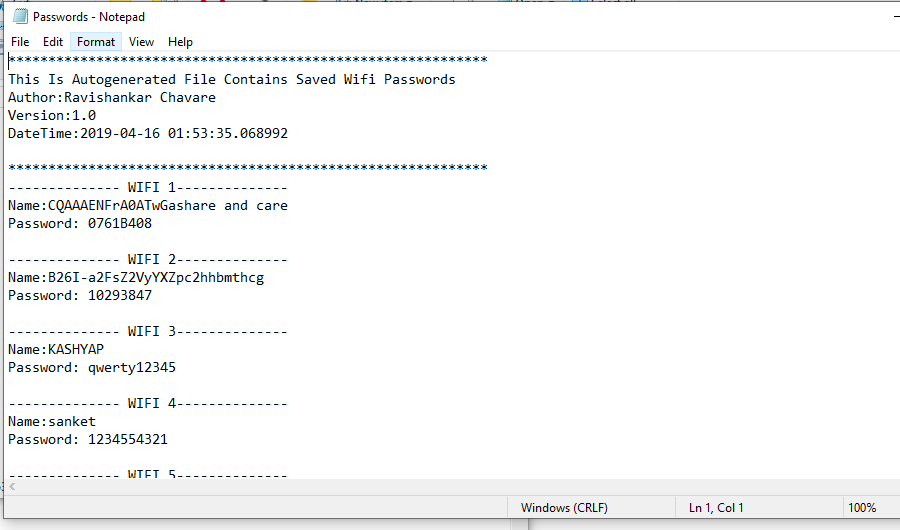 Passwords - Notepad
File Edit Format View Help
************************************************************
This Is Autogenerated File Contains Saved Wifi Passwords
Author:Ravishankar Chavare
Version:1.0
DateTime:2019-04-16 01:53:35.068992
************************************************************
-------------- WIFI 1--------------
Name:CQAAAENFrA0ATwGashare and care
Password: 0761B408
-------------- WIFI 2--------------
Name:B26I-a2FsZ2VyYXZpc2hhbmthcg
Password: 10293847
-------------- WIFI 3--------------
Name:KASHYAP
Password: qwerty12345
-------------- WIFI 4--------------
Name:sanket
Password: 1234554321
-------------- WIFI 5--------------
Windows (CRLF) Ln 1, Col 1 100%